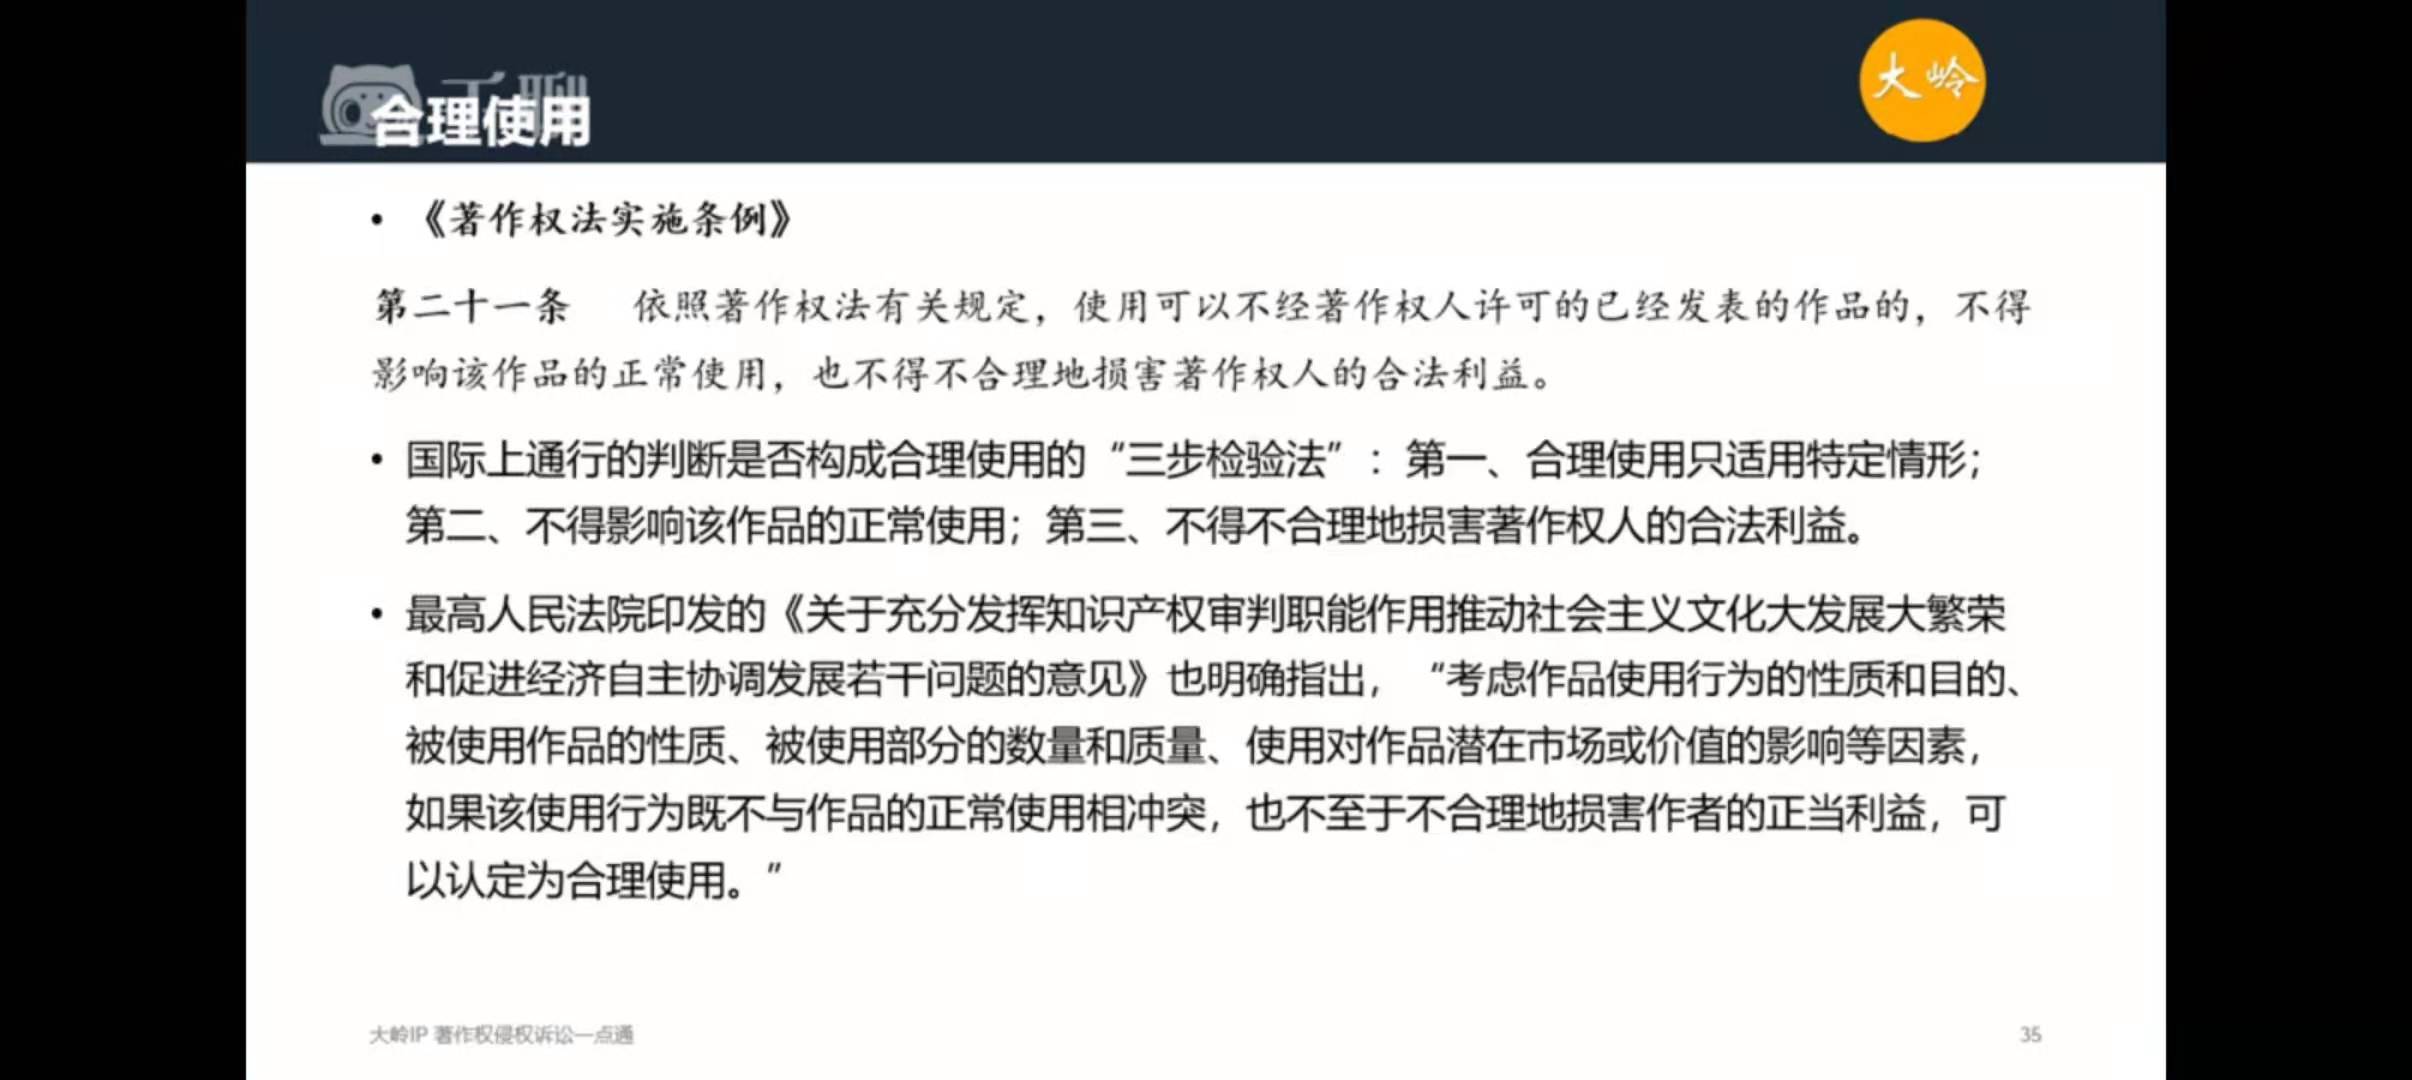 千聊
大岭
合理使用
• 《著作权法实施条例》
第二十一条 依照著作权法有关规定，使用可以不经著作权人许可的已经发表的作品的，不得
影响该作品的正常使用，也不得不合理地损害著作权人的合法利益。
• 国际上通行的判断是否构成合理使用的“三步检验法”：第一、合理使用只适用特定情形；
第二、不得影响该作品的正常使用；第三、不得不合理地损害著作权人的合法利益。
• 最高人民法院印发的《关于充分发挥知识产权审判职能作用推动社会主义文化大发展大繁荣
和促进经济自主协调发展若干问题的意见》也明确指出，“考虑作品使用行为的性质和目的、
被使用作品的性质、被使用部分的数量和质量、使用对作品潜在市场或价值的影响等因素，
如果该使用行为既不与作品的正常使用相冲突，也不至于不合理地损害作者的正当利益，可
以认定为合理使用。”
大岭IP 著作权侵权诉讼一点通
35